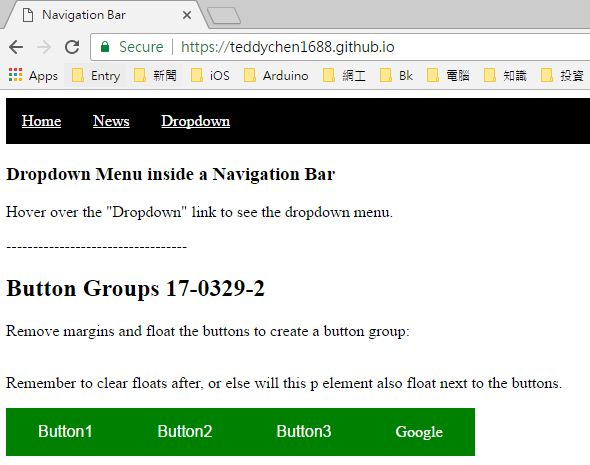 Navigation Bar
Secure | https://teddychen1688.github.io
Apps Entry 新聞 iOS Arduino 網工 Bk 電腦 知識 投資
Home News Dropdown
Dropdown Menu inside a Navigation Bar
Hover over the "Dropdown" link to see the dropdown menu.
----------------------------------
Button Groups 17-0329-2
Remove margins and float the buttons to create a button group:
Remember to clear floats after, or else will this p element also float next to the buttons.
Button1 Button2 Button3 Google